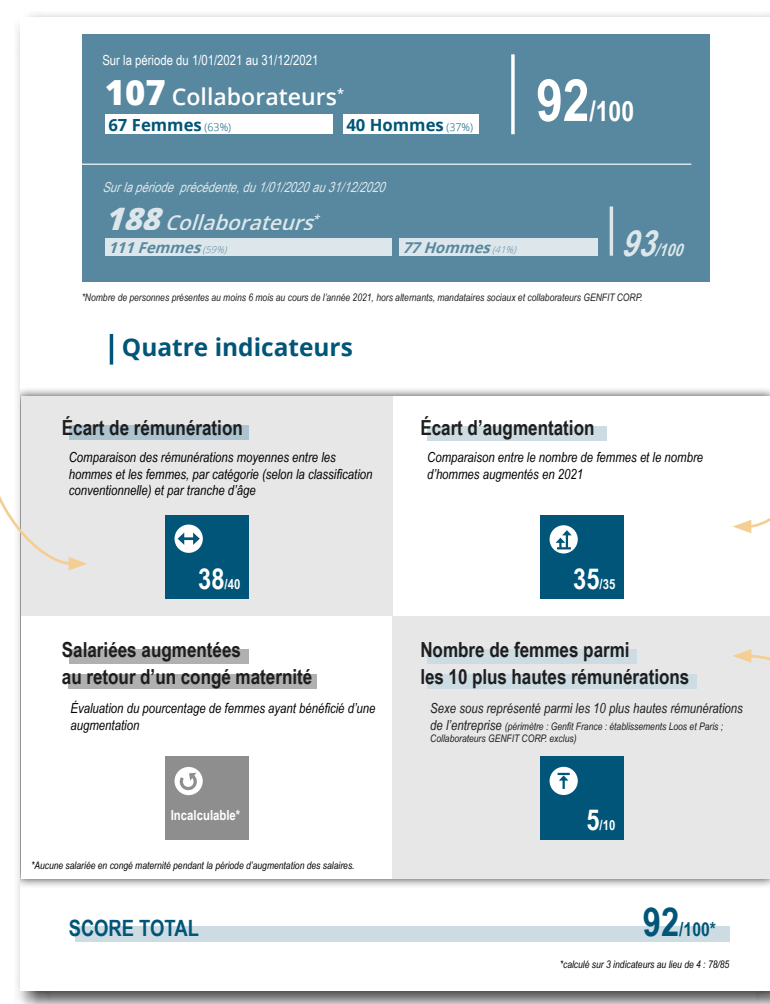 Sur la période du 1/01/2021 au 31/12/2021
107 Collaborateurs*
67 Femmes (63%) 40 Hommes (37%)
92/100
Sur la période précédente, du 1/01/2020 au 31/12/2020
188 Collaborateurs*
111 Femmes (59%) 77 Hommes (41%)
93/100
*Nombre de personnes présentes au moins 6 mois au cours de l'année 2021, hors alternants, mandataires sociaux et collaborateurs GENFIT CORP.
Quatre indicateurs
Écart de rémunération
Comparaison des rémunérations moyennes entre les
hommes et les femmes, par catégorie (selon la classification
conventionnelle) et par tranche d'âge
38/40
Écart d'augmentation
Comparaison entre le nombre de femmes et le nombre
d'hommes augmentés en 2021
35/35
Salariées augmentées
au retour d'un congé maternité
Évaluation du pourcentage de femmes ayant bénéficié d'une
augmentation
Incalculable*
*Aucune salariée en congé maternité pendant la période d'augmentation des salaires.
Nombre de femmes parmi
les 10 plus hautes rémunérations
Sexe sous représenté parmi les 10 plus hautes rémunérations
de l'entreprise (périmètre : Genfit France : établissements Loos et Paris ;
Collaborateurs GENFIT CORP. exclus)
5/10
SCORE TOTAL
92/100*
*calculé sur 3 indicateurs au lieu de 4 : 78/85